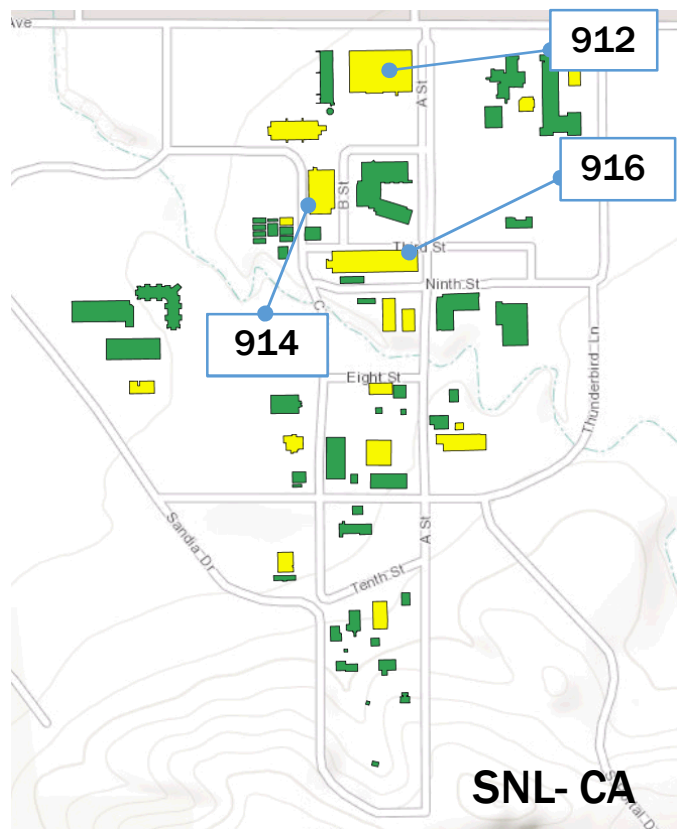 Ave
912
A St
916
B St
Third St
Ninth St
C
914
Eight St
Thunderbird Ln
Sandia Dr
A St
Tenth St
SNL- CA